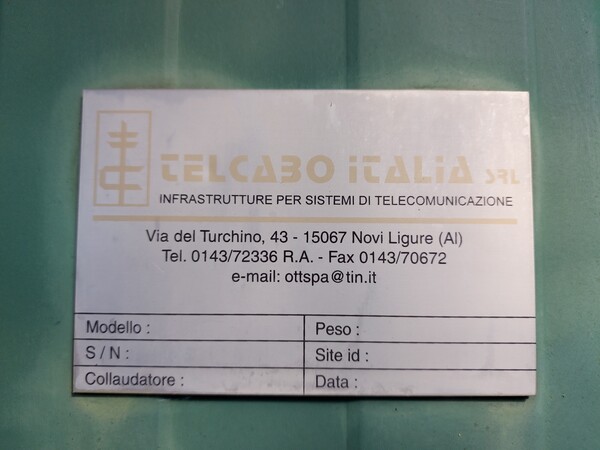 TELCABO iTALiA SRL
INFRASTRUTTURE PER SISTEMI DI TELECOMUNICAZIONE
Via del Turchino, 43 - 15067 Novi Ligure (Al)
Tel. 0143/72336 R.A. - Fax 0143/70672
e-mail: ottspa@tin.it
Modello :
Peso :
S / N :
Site id :
Collaudatore :
Data :